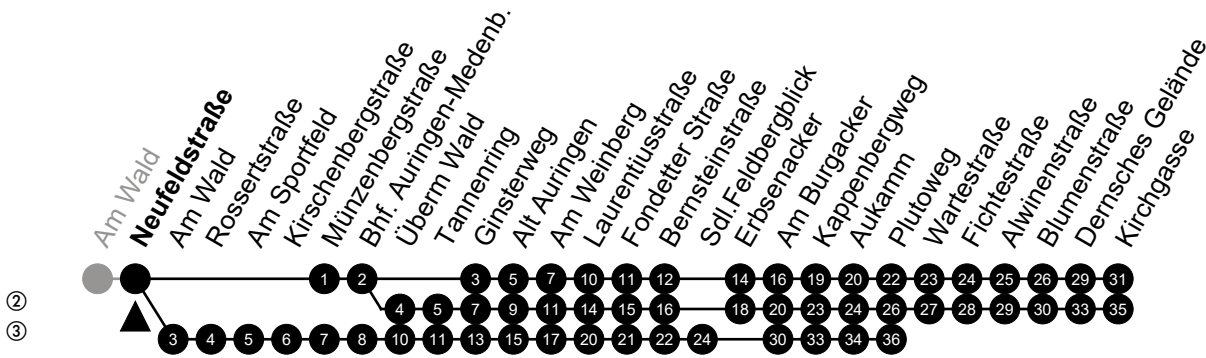 Am Wald
Neufeldstraße
Am Wald
Rossertstraße
Am Sportfeld
Kirschenbergstraße
Münzenbergstraße
Bhf. Auringen-Medenb.
Überm Wald
Tannenring
Ginsterweg
Alt Auringen
Am Weinberg
Laurentiusstraße
Fondetter Straße
Bernsteinstraße
Sdl.Feldbergblick
Erbsenacker
Am Burgacker
Kappenbergweg
Aukamm
Plutoweg
Wartestraße
Fichtestraße
Alwinenstraße
Blumenstraße
Dernsches Gelände
Kirchgasse
1 2 3 5 7 10 11 12 14 16 19 20 22 23 24 25 26 29 31
② 4 5 7 9 11 14 15 16 18 20 23 24 26 27 28 29 30 33 35
③ 3 4 5 6 7 8 10 11 13 15 17 20 21 22 24 30 33 34 36